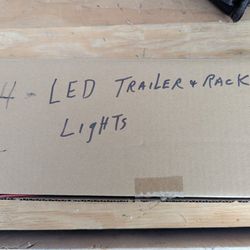 4 - LED TRAILER + RACK
LIGHTS